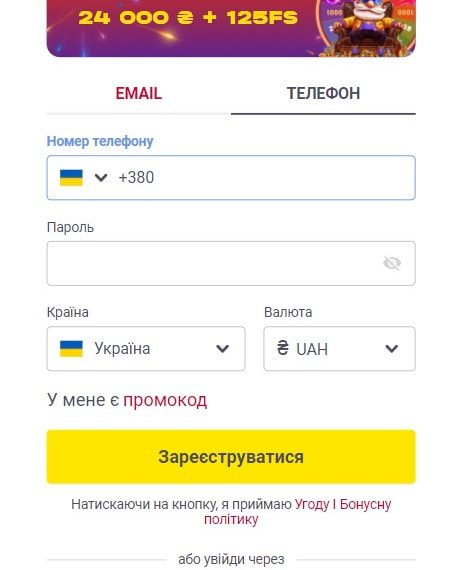 24 000 ₴ + 125FS
1000
EMAIL
ТЕЛЕФОН
Номер телефону
+380
Пароль
Країна
Валюта
Україна
₴ UAH
У мене є промокод
Зареєструватися
Натискаючи на кнопку, я приймаю Угоду І Бонусну
політику
або увійди через